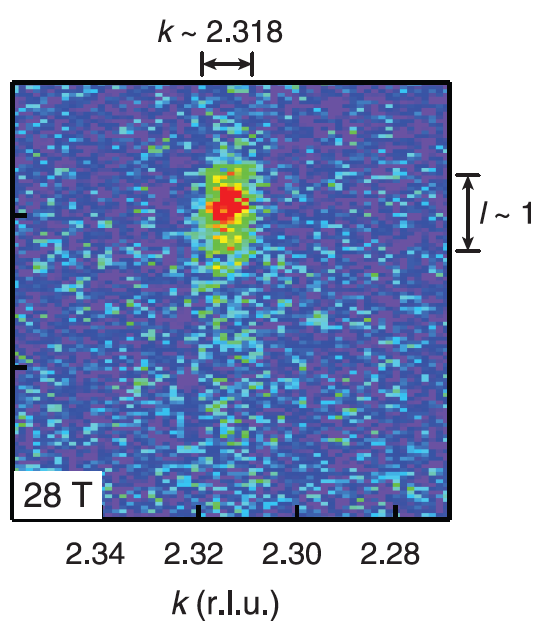 k ~ 2.318
l ~ 1
28 T
2.34 2.32 2.30 2.28
k (r.l.u.)